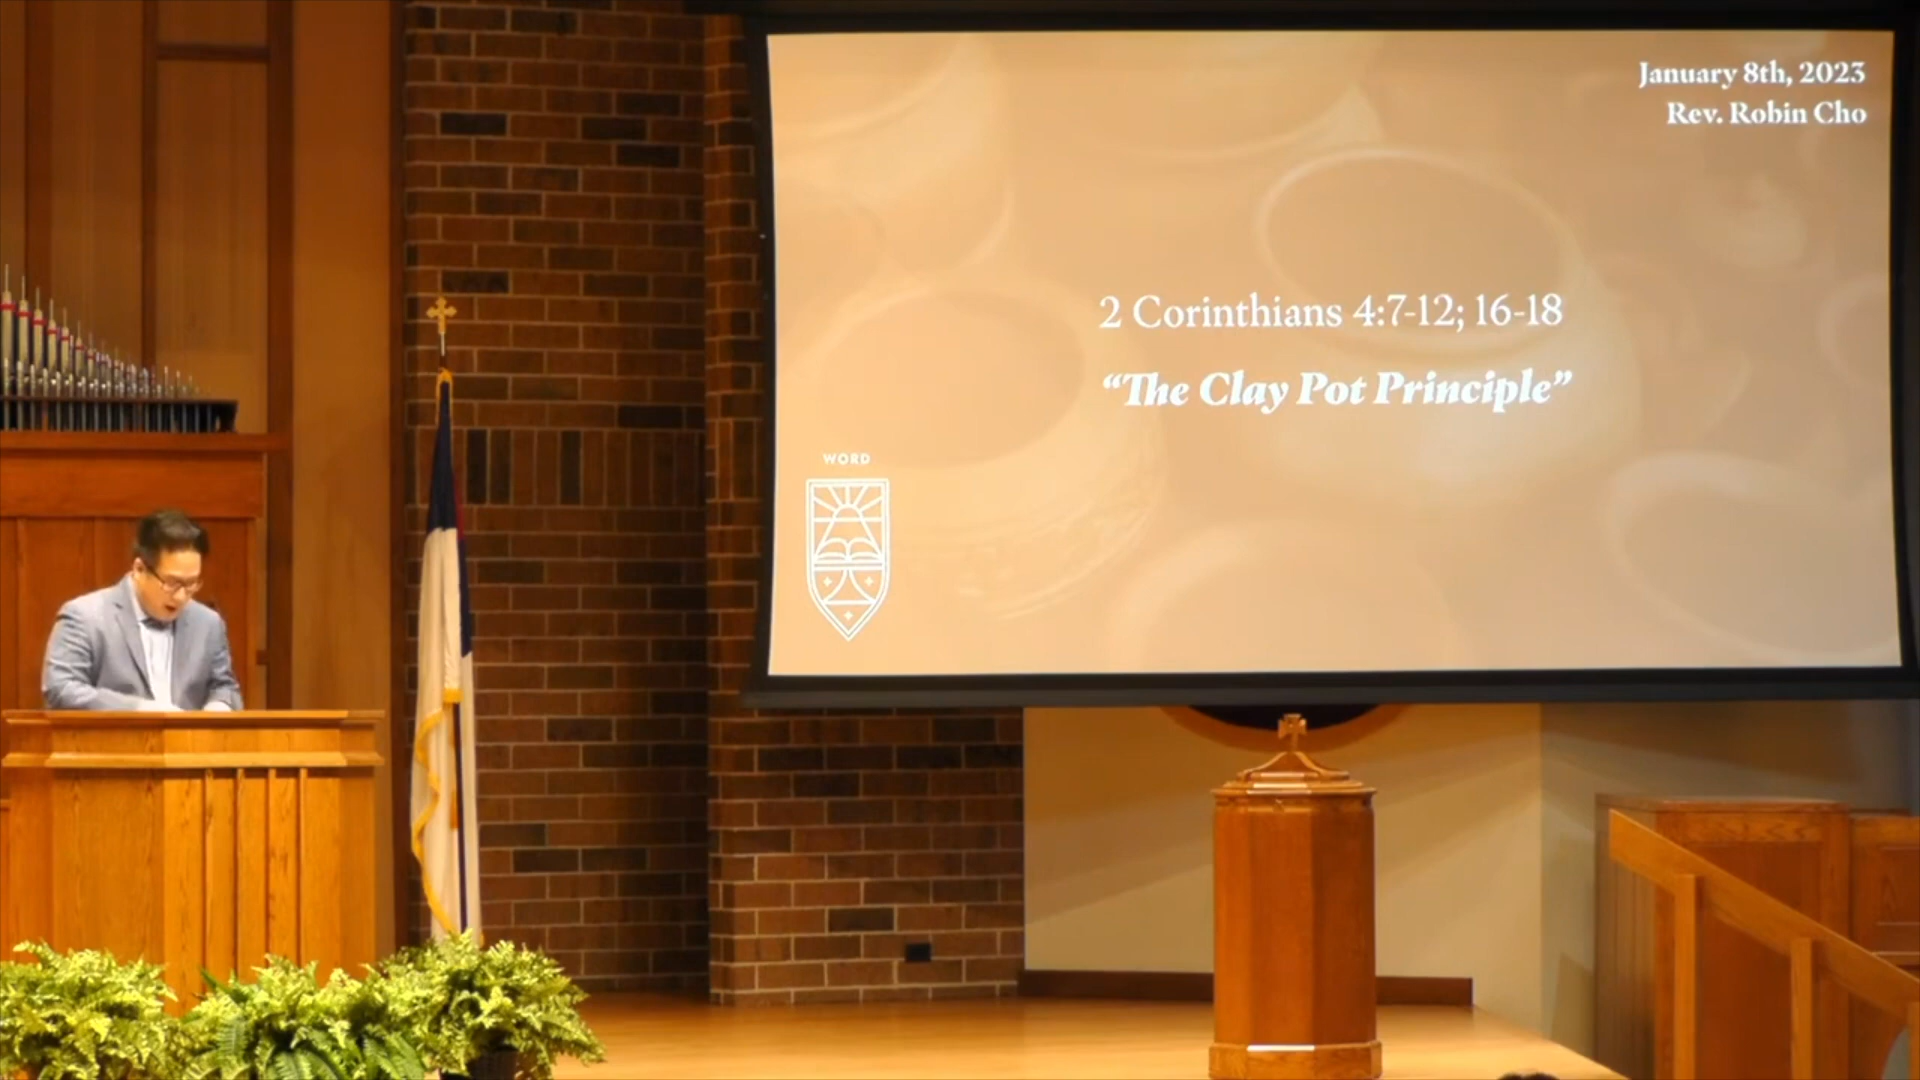 January 8th, 2023
Rev. Robin Cho
2 Corinthians 4:7-12; 16-18
“The Clay Pot Principle”
WORD